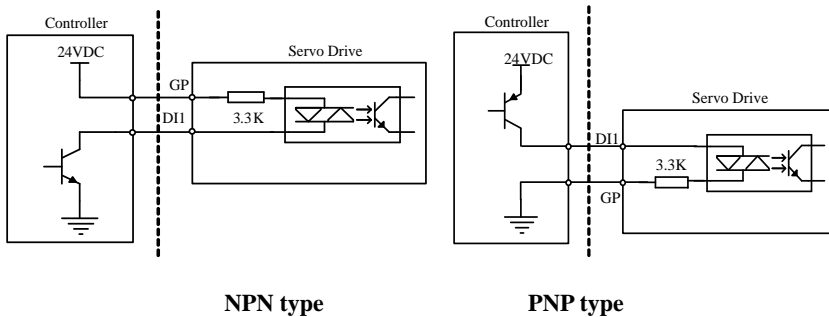 Controller
24VDC
Servo Drive
GP
DI1
3.3K
NPN type
Controller
24VDC
Servo Drive
DI1
3.3K
GP
PNP type